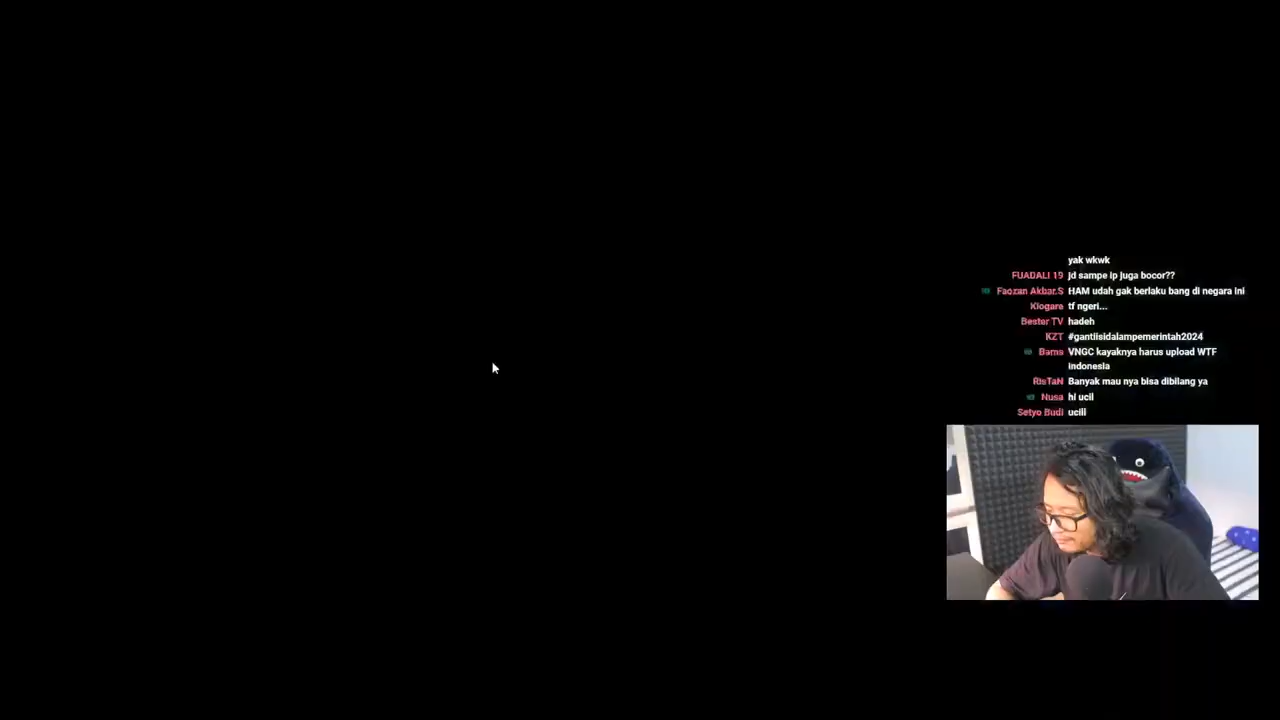 yak wkwk
FUADALI 19 jd sampe ip juga bocor??
Faozan Akbar.S HAM udah gak berlaku bang di negara ini
Klogare tf ngeri...
Bester TV hadeh
KZT #gantiisidalampemerintah2024
Bams VNGC kayaknya harus upload WTF
indonesia
RisTaN Banyak mau nya bisa dibilang ya
Nusa hi ucil
Setyo Budi ucill